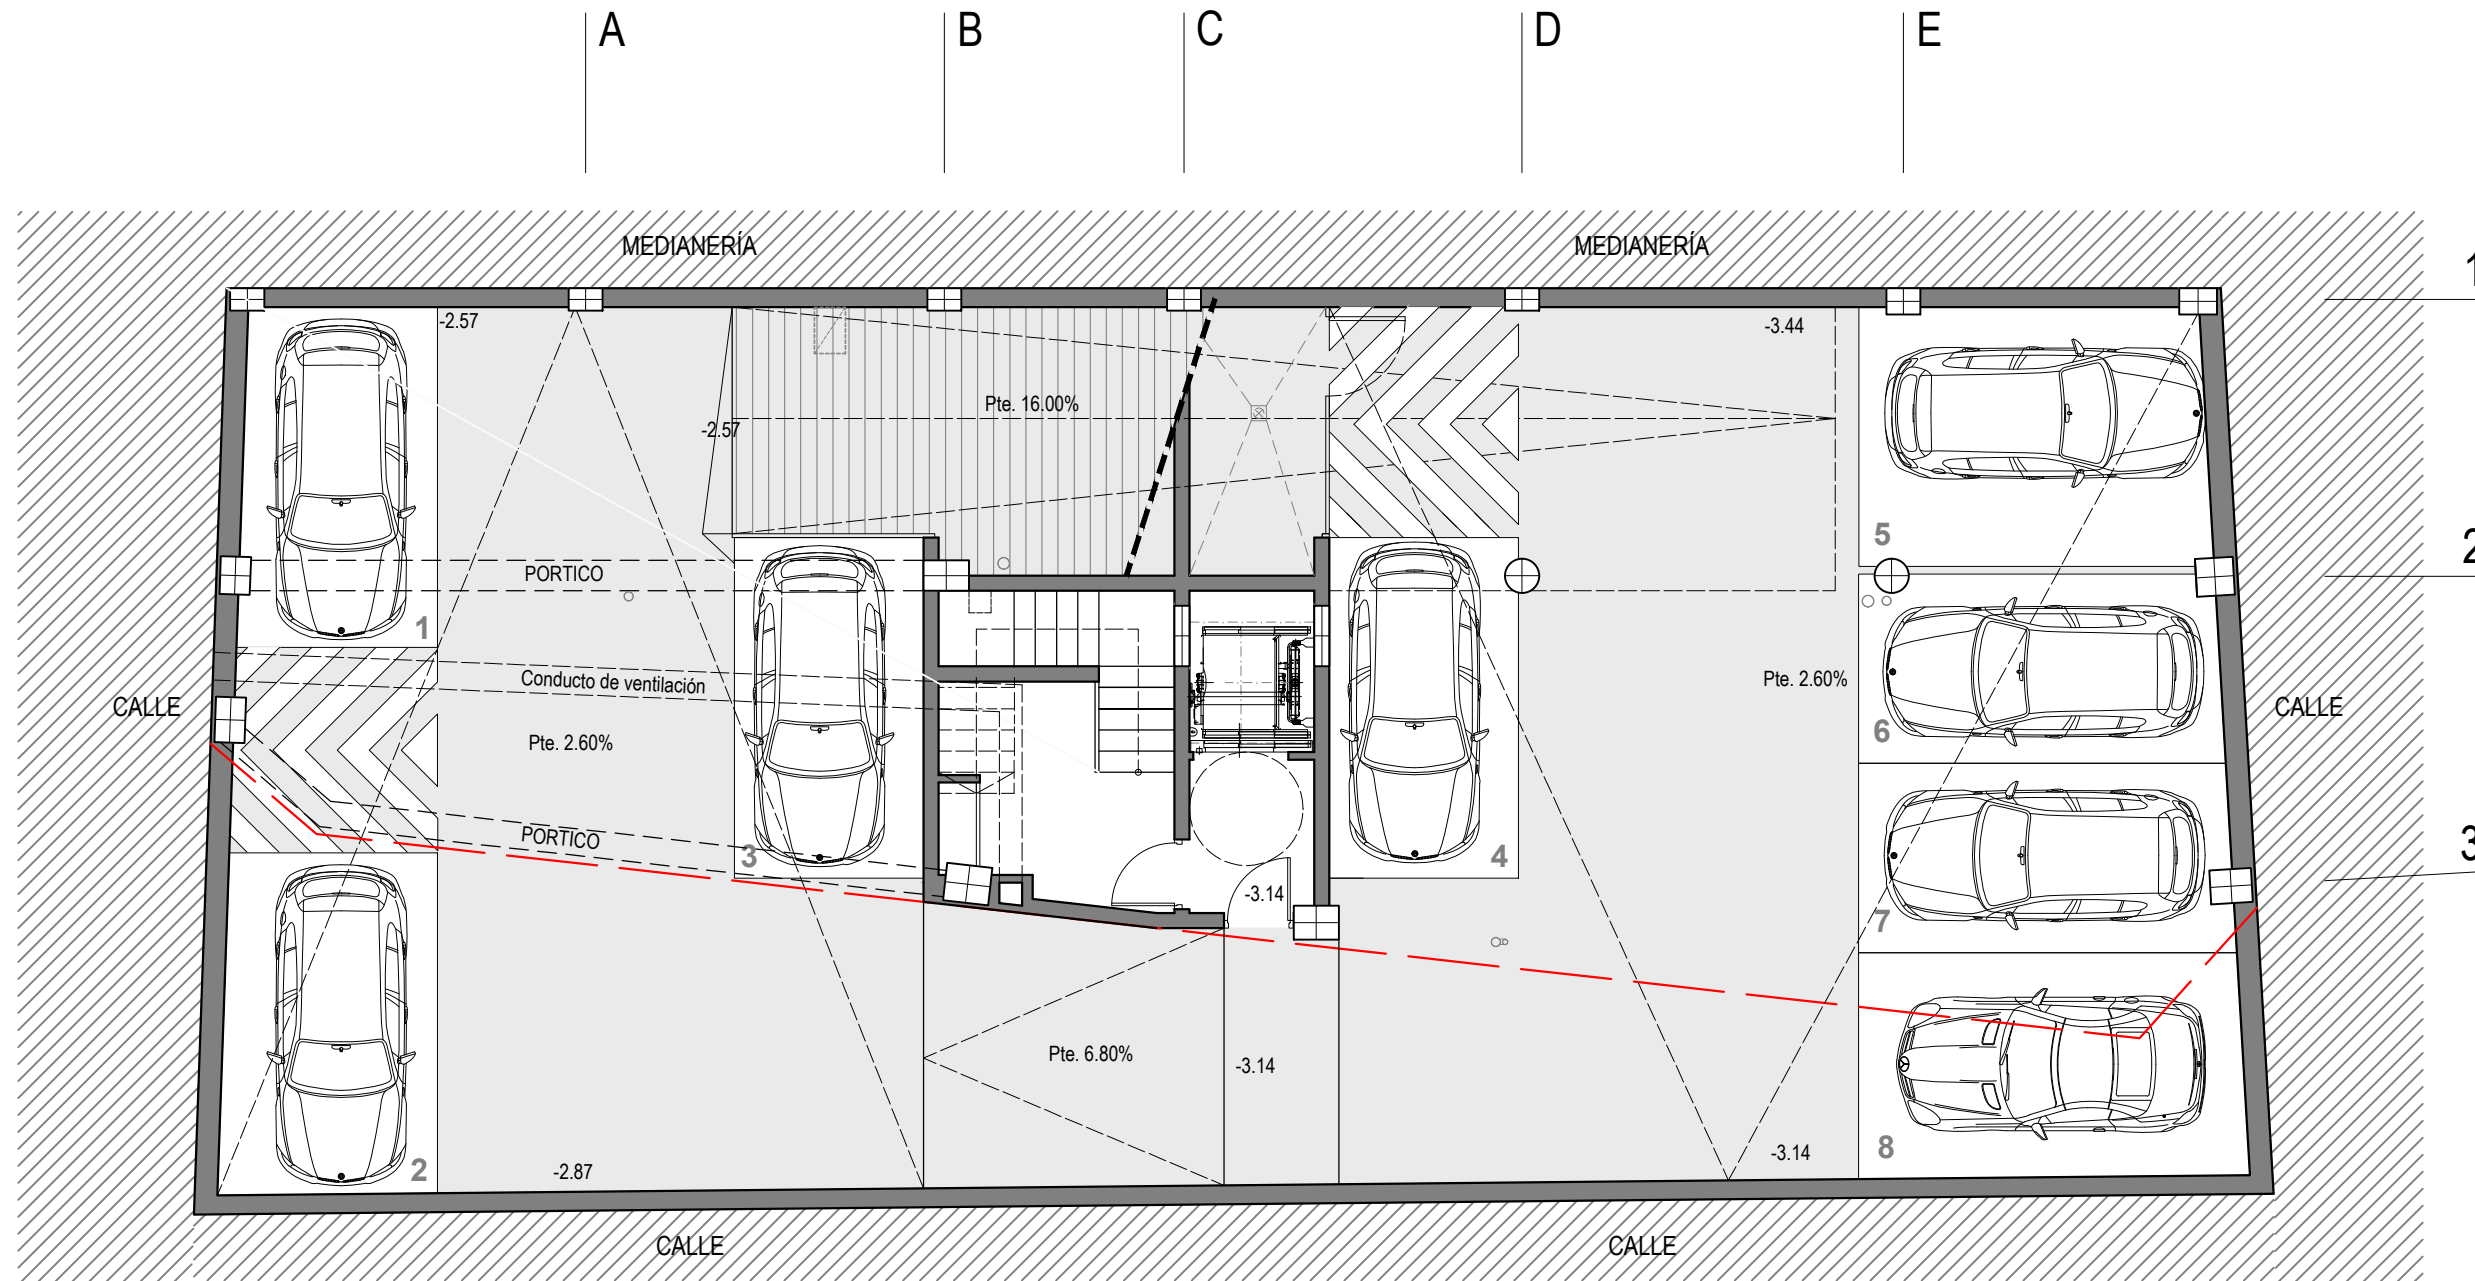 A
B
C
D
E
MEDIANERÍA
MEDIANERÍA
1
-2.57
-3.44
Pte. 16.00%
-2.57
5
2
PORTICO
1
Conducto de ventilación
Pte. 2.60%
CALLE
CALLE
Pte. 2.60%
6
PORTICO
3
4
3
-3.14
7
Pte. 6.80%
-3.14
2
-2.87
-3.14
8
CALLE
CALLE